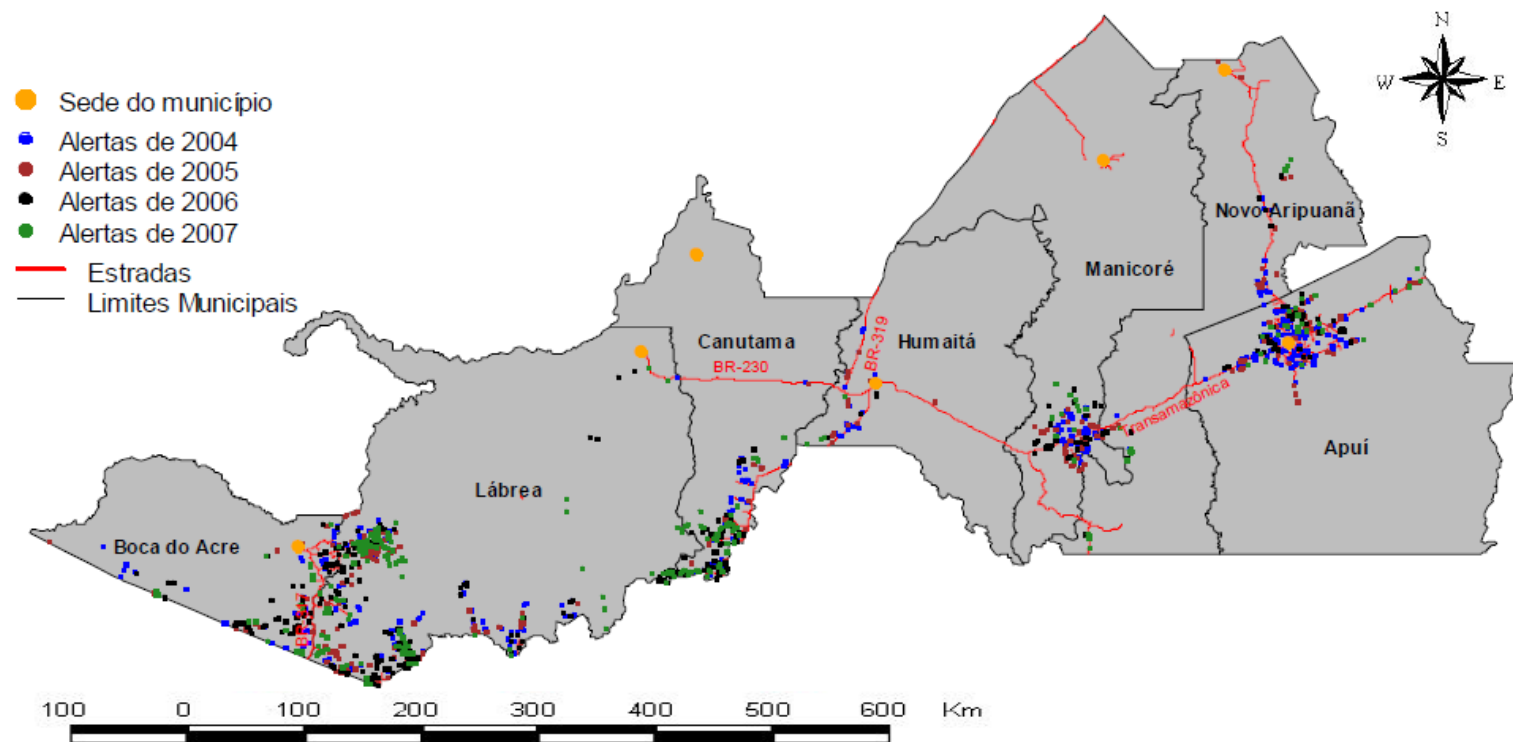 Sede do município
Alertas de 2004
Alertas de 2005
Alertas de 2006
Alertas de 2007
Estradas
Limites Municipais
N
W E
S
Novo Aripuanã
Manicoré
Canutama
BR-230
BR-319
Humaitá
Transamazônica
Apuí
Lábrea
Boca do Acre
100 0 100 200 300 400 500 600 Km